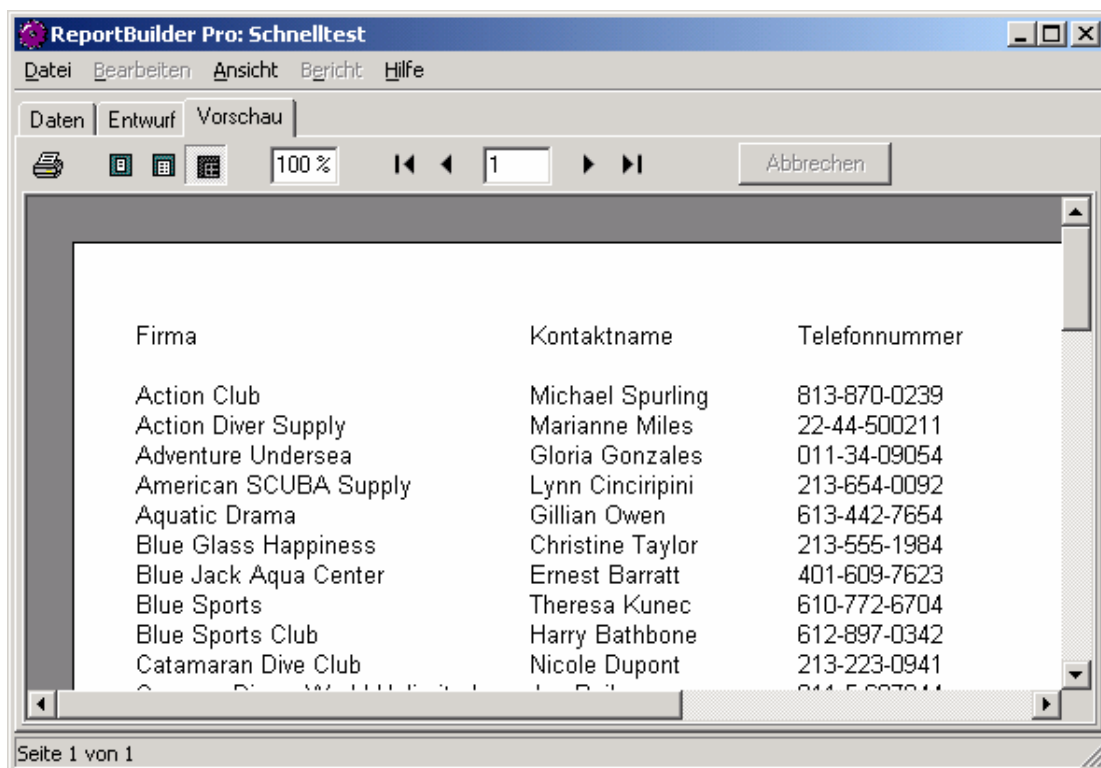 ReportBuilder Pro: Schnelltest
Datei Bearbeiten Ansicht Bericht Hilfe
Daten Entwurf Vorschau
100 % 1 Abbrechen
Firma Kontaktname Telefonnummer
Action Club Michael Spurling 813-870-0239
Action Diver Supply Marianne Miles 22-44-500211
Adventure Undersea Gloria Gonzales 011-34-09054
American SCUBA Supply Lynn Cinciripini 213-654-0092
Aquatic Drama Gillian Owen 613-442-7654
Blue Glass Happiness Christine Taylor 213-555-1984
Blue Jack Aqua Center Ernest Barratt 401-609-7623
Blue Sports Theresa Kunec 610-772-6704
Blue Sports Club Harry Bathbone 612-897-0342
Catamaran Dive Club Nicole Dupont 213-223-0941
Seite 1 von 1